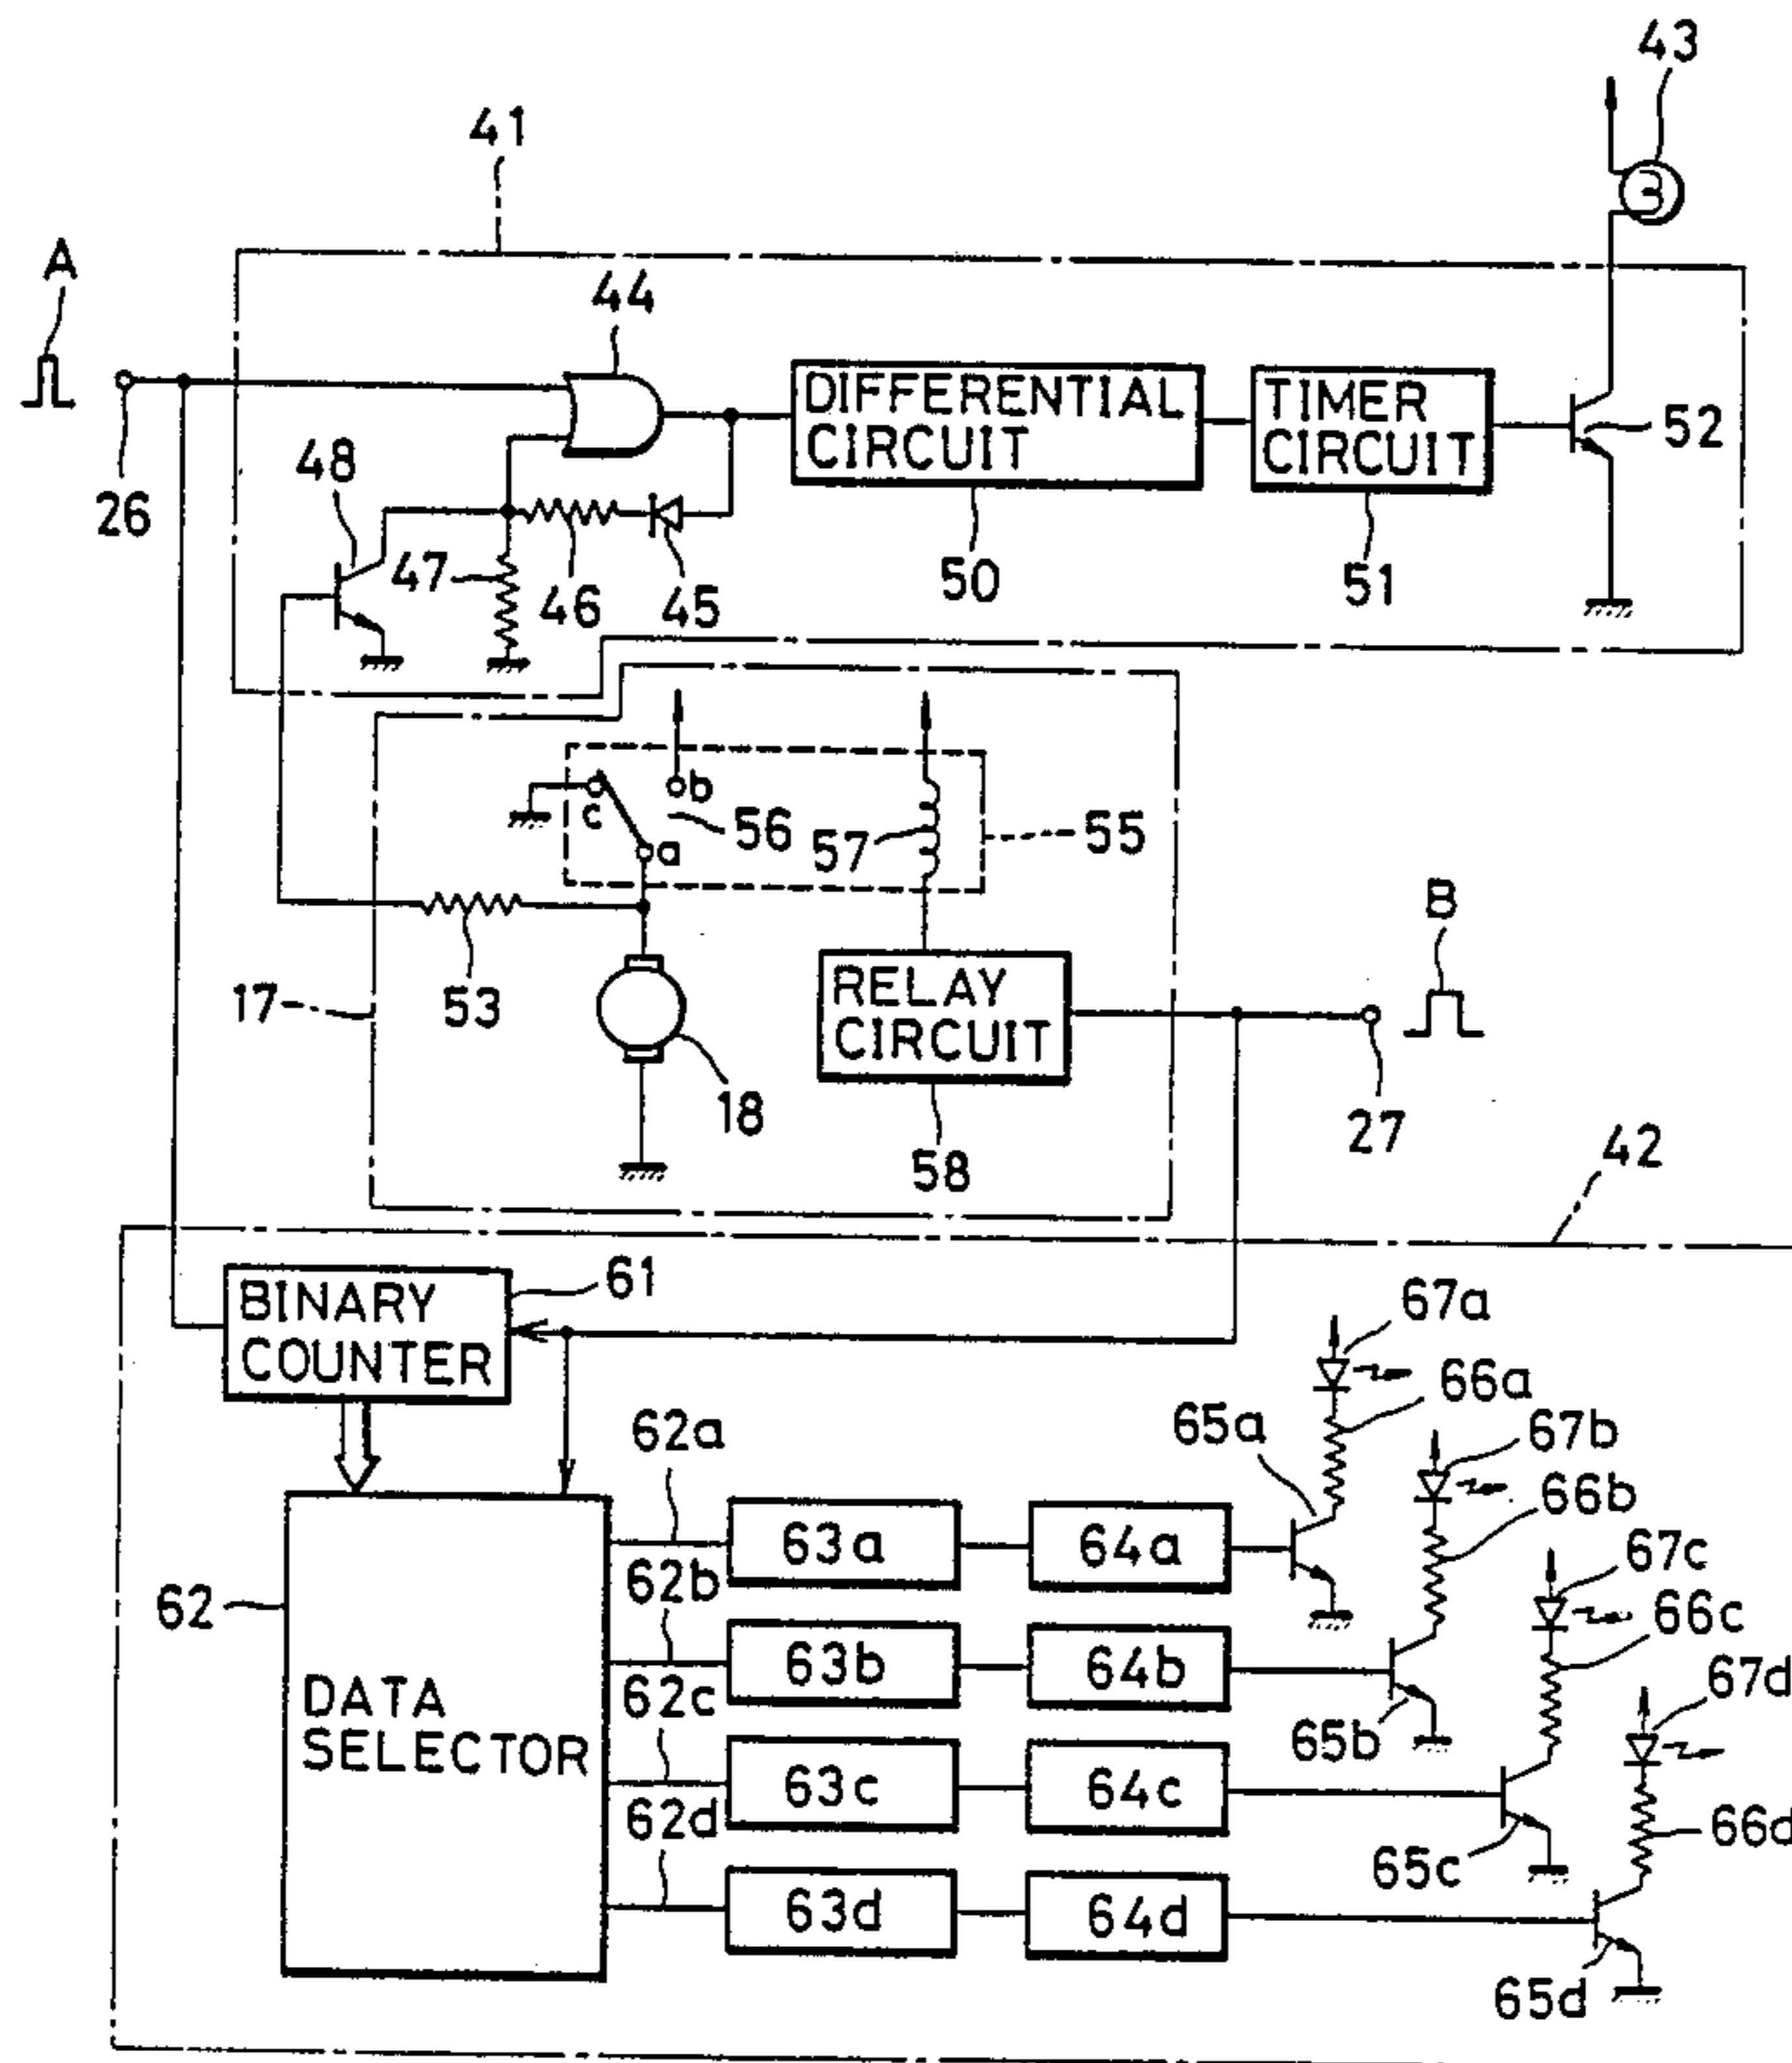 43
41
A
44
DIFFERENTIAL
CIRCUIT
TIMER
CIRCUIT
52
48
26
47
46
45
50
51
b
c
56
57
55
a
B
53
17
RELAY
CIRCUIT
18
58
27
42
BINARY
COUNTER
61
67a
66a
62a
65a
67b
66b
63a
64a
67c
62b
66c
62
63b
64b
67d
DATA
SELECTOR
62c
65b
63c
64c
62d
66d
65c
63d
64d
65d